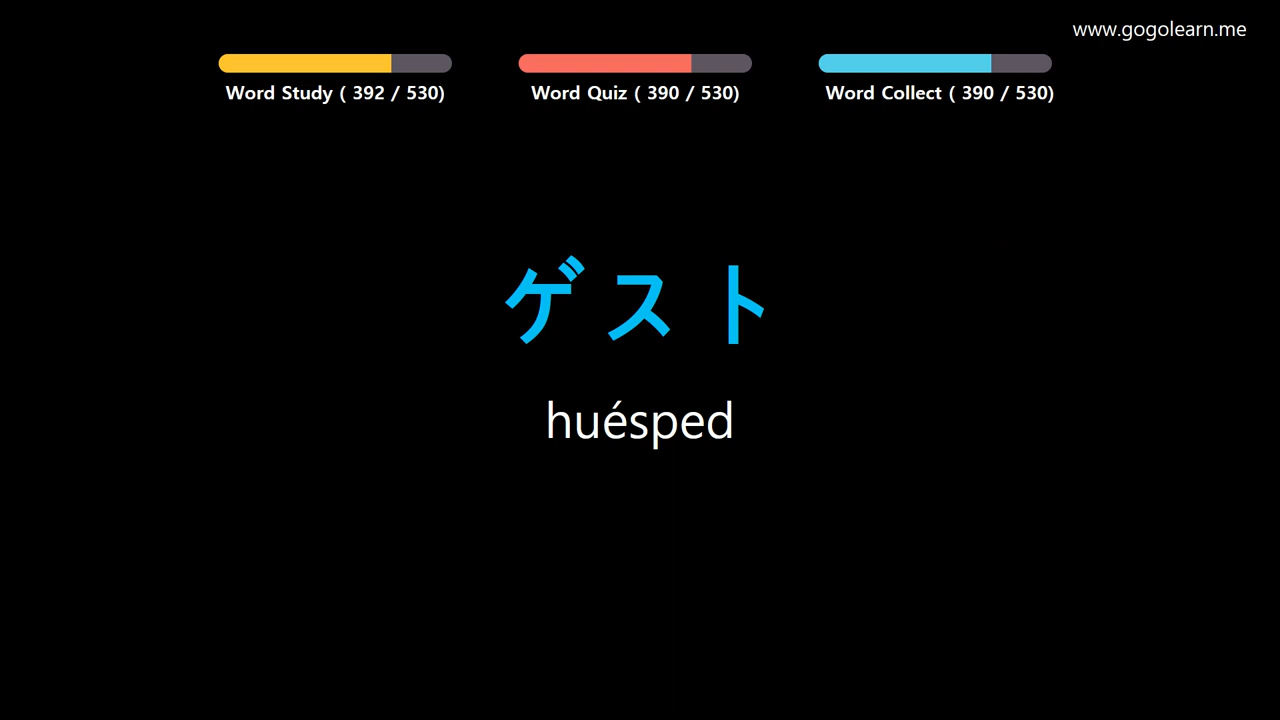 www.gogolearn.me
Word Study ( 392 / 530)
Word Quiz ( 390 / 530)
Word Collect ( 390 / 530)
ゲスト
huésped